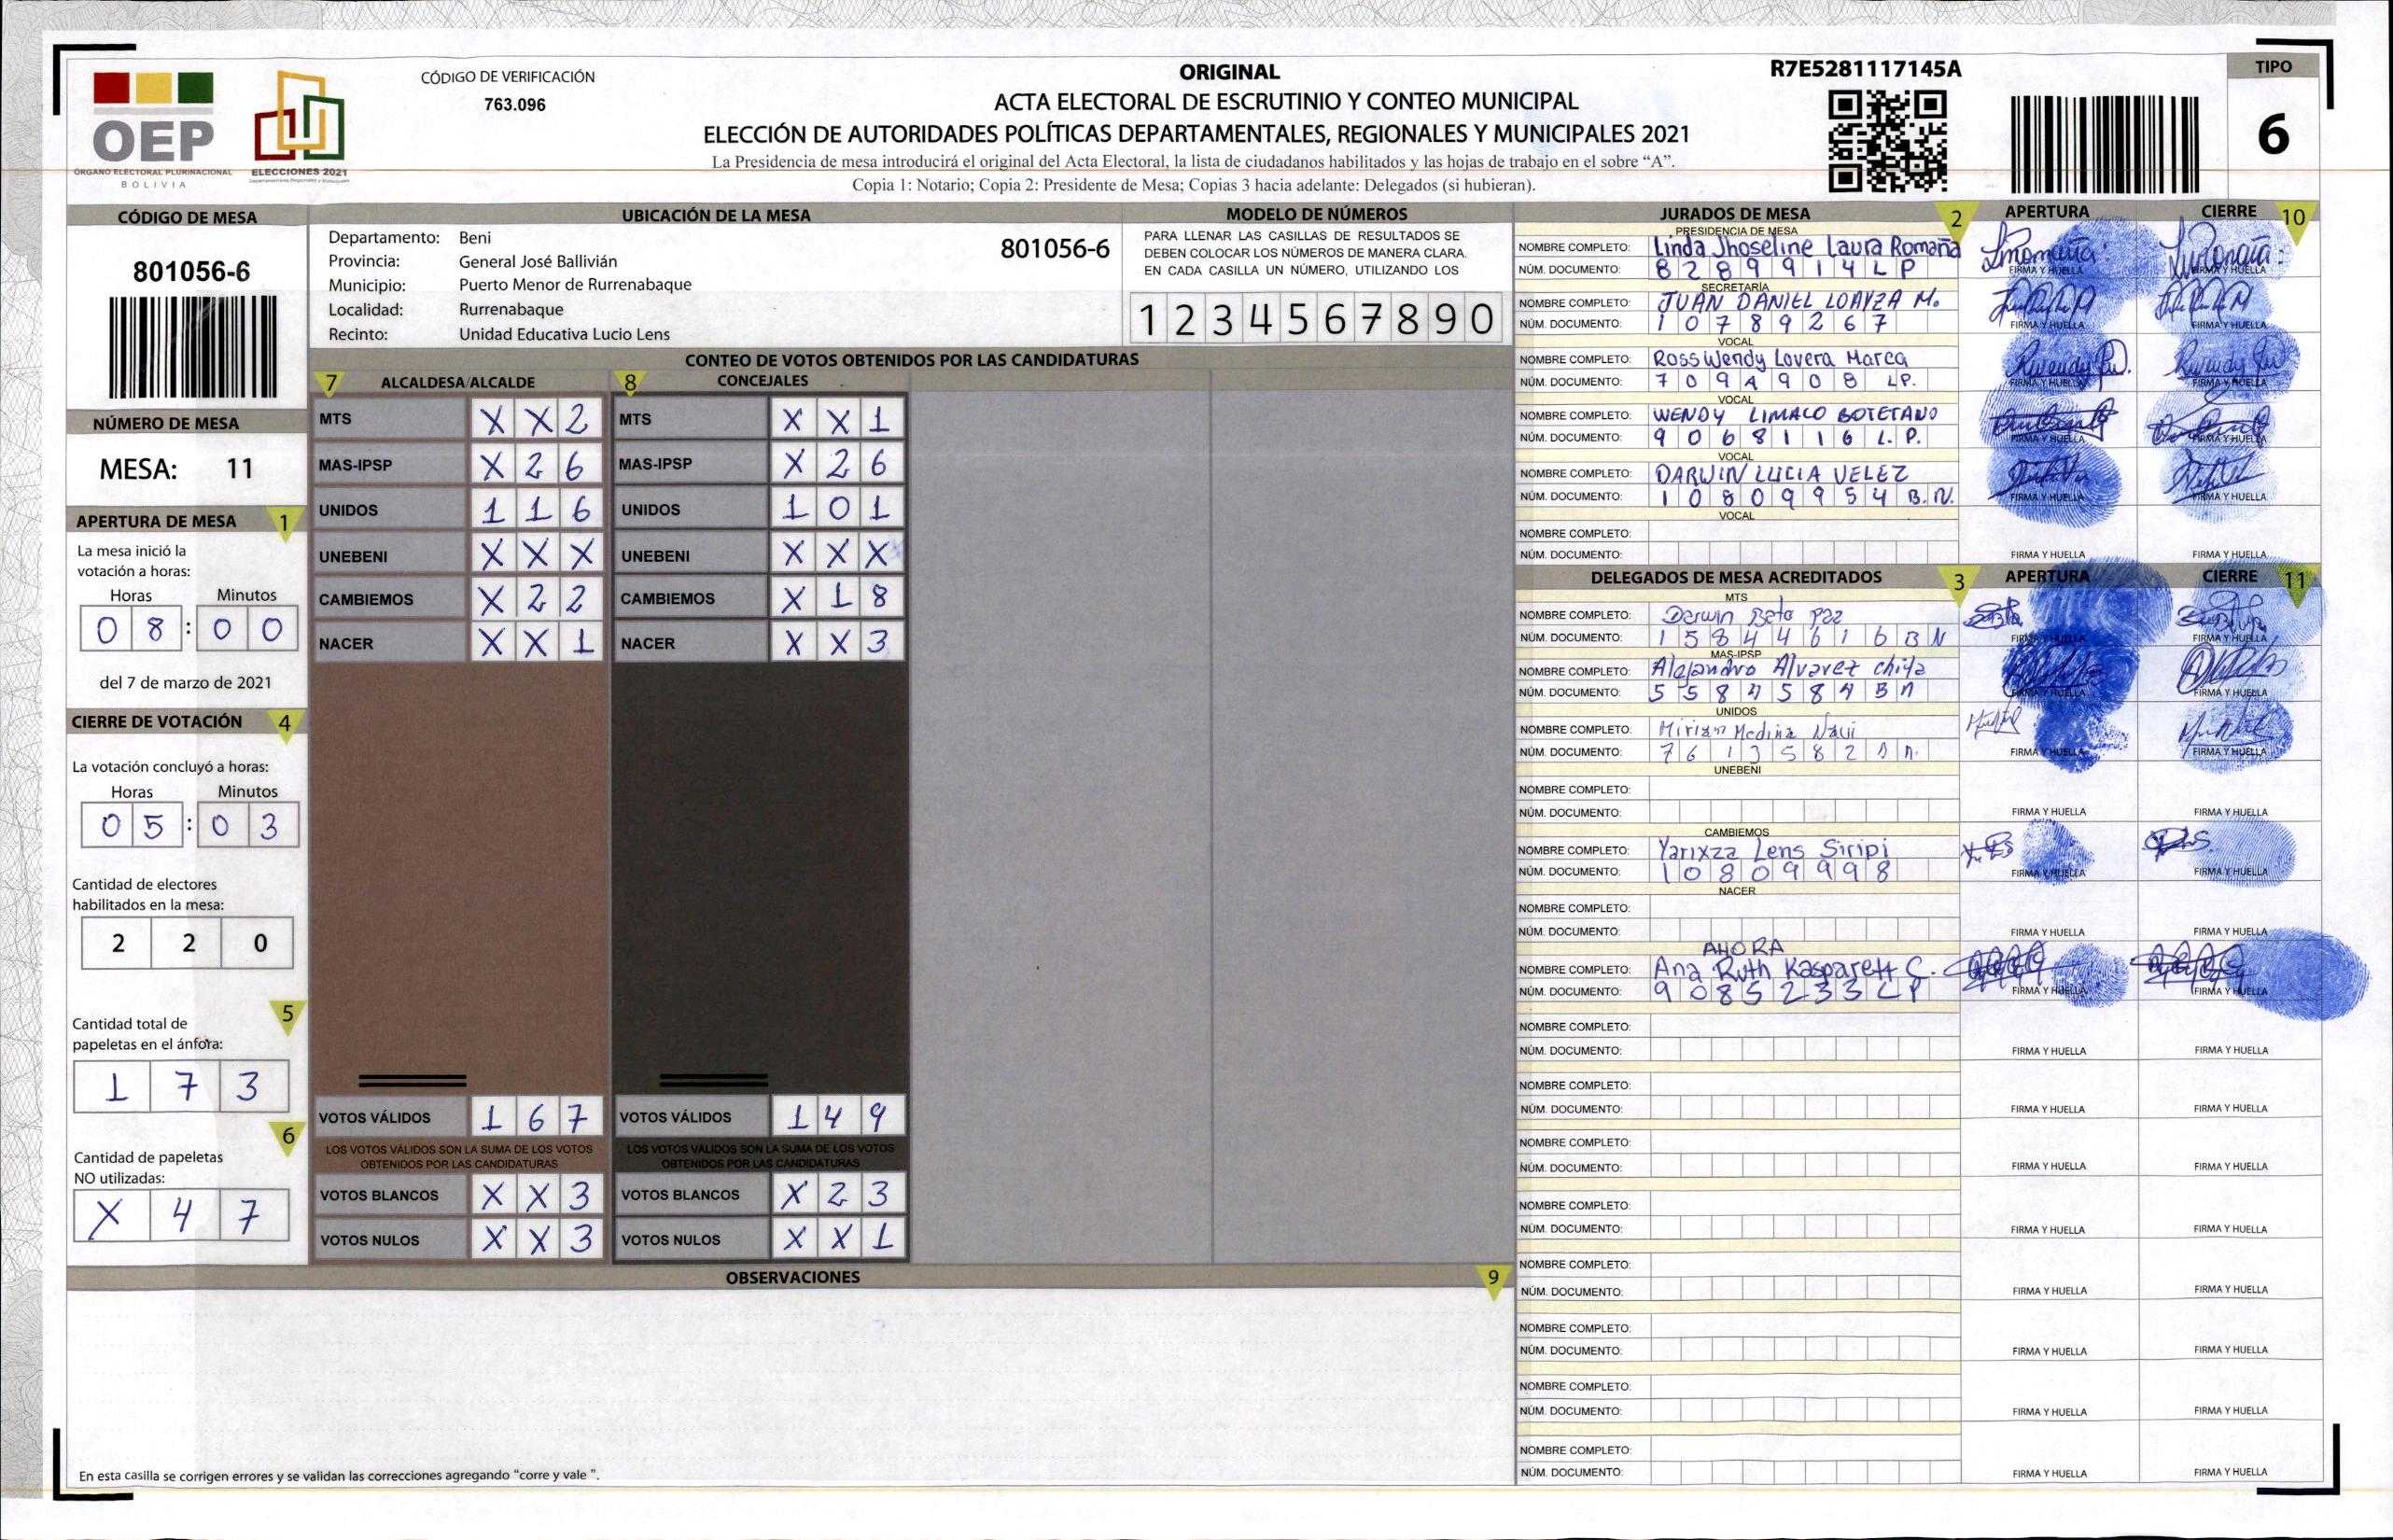 OEP
ÓRGANO ELECTORAL PLURINACIONAL
BOLIVIA
ELECCIONES 2021
CÓDIGO DE VERIFICACIÓN
763.096
ORIGINAL
ACTA ELECTORAL DE ESCRUTINIO Y CONTEO MUNICIPAL
ELECCIÓN DE AUTORIDADES POLÍTICAS DEPARTAMENTALES, REGIONALES Y MUNICIPALES 2021
La Presidencia de mesa introducirá el original del Acta Electoral, la lista de ciudadanos habilitados y las hojas de trabajo en el sobre “A”.
Copia 1: Notario; Copia 2: Presidente de Mesa; Copias 3 hacia adelante: Delegados (si hubieran).
R7E5281117145A
TIPO
6
CÓDIGO DE MESA
801056-6
NÚMERO DE MESA
MESA: 11
APERTURA DE MESA 1
La mesa inició la
votación a horas:
Horas Minutos
0 8 : 0 0
del 7 de marzo de 2021
CIERRE DE VOTACIÓN 4
La votación concluyó a horas:
Horas Minutos
0 5 : 0 3
Cantidad de electores
habilitados en la mesa:
2 2 0
5
Cantidad total de
papeletas en el ánfora:
1 7 3
6
Cantidad de papeletas
NO utilizadas:
X 4 7
UBICACIÓN DE LA MESA
Departamento: Beni 801056-6
Provincia: General José Ballivián
Municipio: Puerto Menor de Rurrenabaque
Localidad: Rurrenabaque
Recinto: Unidad Educativa Lucio Lens
MODELO DE NÚMEROS
PARA LLENAR LAS CASILLAS DE RESULTADOS SE
DEBEN COLOCAR LOS NÚMEROS DE MANERA CLARA.
EN CADA CASILLA UN NÚMERO, UTILIZANDO LOS
1 2 3 4 5 6 7 8 9 0
CONTEO DE VOTOS OBTENIDOS POR LAS CANDIDATURAS
7 ALCALDESA/ALCALDE 8 CONCEJALES
MTS X X 2 MTS X X 1
MAS-IPSP X 2 6 MAS-IPSP X 2 6
UNIDOS 1 1 6 UNIDOS 1 0 1
UNEBENI X X X UNEBENI X X X
CAMBIEMOS X 2 2 CAMBIEMOS X 1 8
NACER X X 1 NACER X X 3
VOTOS VÁLIDOS 1 6 7 VOTOS VÁLIDOS 1 4 9
LOS VOTOS VÁLIDOS SON LA SUMA DE LOS VOTOS LOS VOTOS VÁLIDOS SON LA SUMA DE LOS VOTOS
OBTENIDOS POR LAS CANDIDATURAS OBTENIDOS POR LAS CANDIDATURAS
VOTOS BLANCOS X X 3 VOTOS BLANCOS X 2 3
VOTOS NULOS X X 3 VOTOS NULOS X X 1
OBSERVACIONES 9
En esta casilla se corrigen errores y se validan las correcciones agregando “corre y vale ”.
JURADOS DE MESA 2 APERTURA CIERRE 10
PRESIDENCIA DE MESA
NOMBRE COMPLETO: Linda Jhoseline Laura Romaña
NÚM. DOCUMENTO: 8 2 8 9 9 1 4 L P FIRMA Y HUELLA FIRMA Y HUELLA
SECRETARÍA
NOMBRE COMPLETO: JUAN DANIEL LOAYZA M.
NÚM. DOCUMENTO: 1 0 7 8 9 2 6 7 FIRMA Y HUELLA FIRMA Y HUELLA
VOCAL
NOMBRE COMPLETO: RossWendy Lovera Marca
NÚM. DOCUMENTO: 7 0 9 4 9 0 8 LP. FIRMA Y HUELLA FIRMA Y HUELLA
VOCAL
NOMBRE COMPLETO: WENDY LIMACO BOTETANO
NÚM. DOCUMENTO: 9 0 6 8 1 1 6 L. P. FIRMA Y HUELLA FIRMA Y HUELLA
VOCAL
NOMBRE COMPLETO: DARWIN LUCIA VELEZ
NÚM. DOCUMENTO: 1 0 8 0 9 9 5 4 B. N. FIRMA Y HUELLA FIRMA Y HUELLA
VOCAL
NOMBRE COMPLETO:
NÚM. DOCUMENTO: FIRMA Y HUELLA FIRMA Y HUELLA
DELEGADOS DE MESA ACREDITADOS 3 APERTURA CIERRE 11
MTS
NOMBRE COMPLETO: Derwin Beta Paz
NÚM. DOCUMENTO: 1 5 8 4 4 6 1 6 B N FIRMA Y HUELLA FIRMA Y HUELLA
MAS-IPSP
NOMBRE COMPLETO: Alejandro Alvarez
NÚM. DOCUMENTO: 5 5 8 4 5 8 4 B N FIRMA Y HUELLA FIRMA Y HUELLA
UNIDOS
NOMBRE COMPLETO: Mirian Medina
NÚM. DOCUMENTO: 7 6 1 3 5 8 2 FIRMA Y HUELLA FIRMA Y HUELLA
UNEBENI
NOMBRE COMPLETO:
NÚM. DOCUMENTO: FIRMA Y HUELLA FIRMA Y HUELLA
CAMBIEMOS
NOMBRE COMPLETO: Yarixza Lens Siripi
NÚM. DOCUMENTO: 1 0 8 0 9 9 9 8 FIRMA Y HUELLA FIRMA Y HUELLA
NACER
NOMBRE COMPLETO:
NÚM. DOCUMENTO: FIRMA Y HUELLA FIRMA Y HUELLA
AHORA
NOMBRE COMPLETO: Ana Ruth Kasparett C.
NÚM. DOCUMENTO: 9 0 8 5 2 3 3 L P FIRMA Y HUELLA FIRMA Y HUELLA
NOMBRE COMPLETO:
NÚM. DOCUMENTO: FIRMA Y HUELLA FIRMA Y HUELLA
NOMBRE COMPLETO:
NÚM. DOCUMENTO: FIRMA Y HUELLA FIRMA Y HUELLA
NOMBRE COMPLETO:
NÚM. DOCUMENTO: FIRMA Y HUELLA FIRMA Y HUELLA
NOMBRE COMPLETO:
NÚM. DOCUMENTO: FIRMA Y HUELLA FIRMA Y HUELLA
NOMBRE COMPLETO:
NÚM. DOCUMENTO: FIRMA Y HUELLA FIRMA Y HUELLA
NOMBRE COMPLETO:
NÚM. DOCUMENTO: FIRMA Y HUELLA FIRMA Y HUELLA
NOMBRE COMPLETO:
NÚM. DOCUMENTO: FIRMA Y HUELLA FIRMA Y HUELLA
NOMBRE COMPLETO:
NÚM. DOCUMENTO: FIRMA Y HUELLA FIRMA Y HUELLA